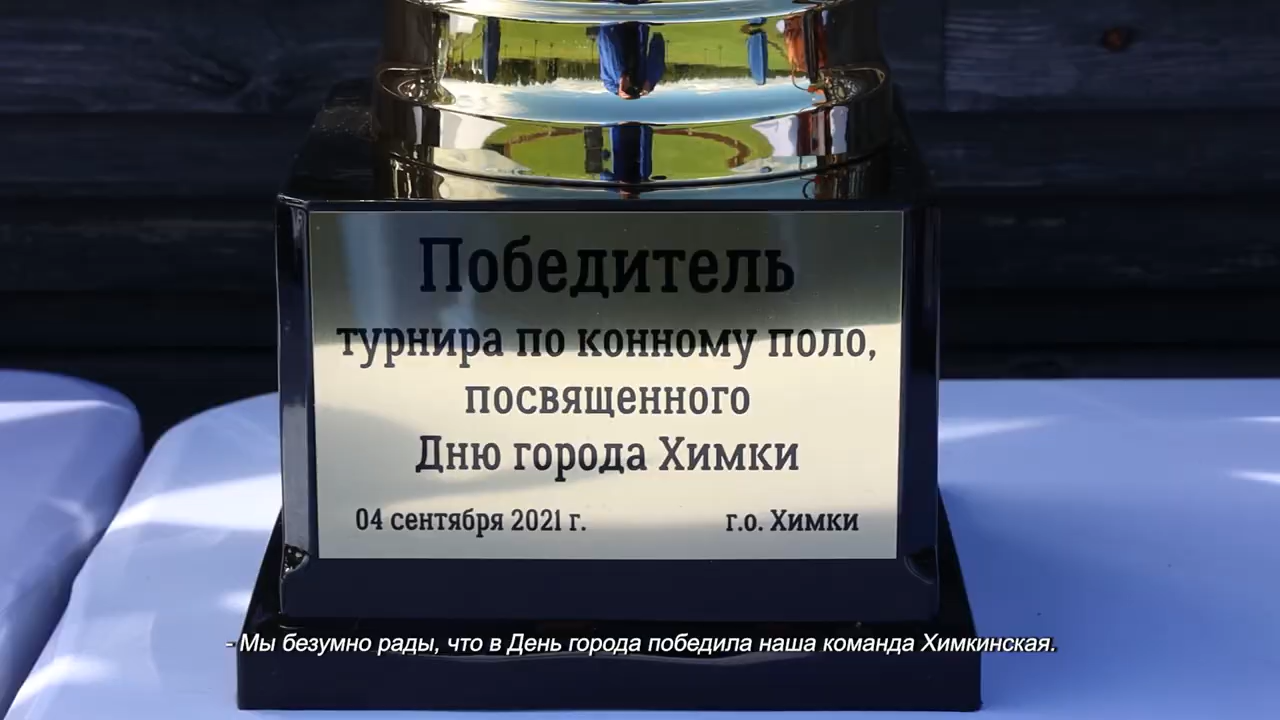 Победитель
турнира по конному поло,
посвященного
Дню города Химки
04 сентября 2021 г. г.о. Химки
- Мы безумно рады, что в День города победила наша команда Химкинская.